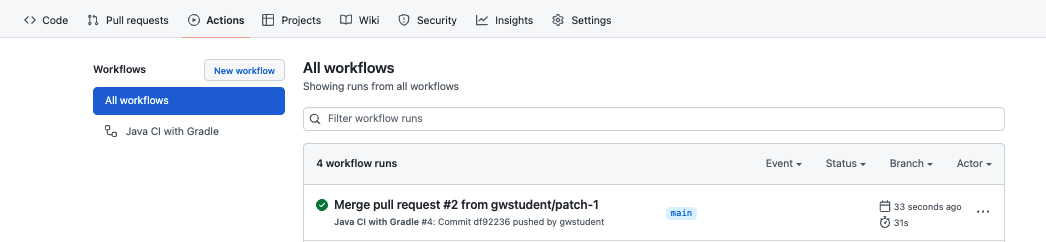 Code Pull requests Actions Projects Wiki Security Insights Settings
Workflows New workflow
All workflows
Java CI with Gradle
All workflows
Showing runs from all workflows
Filter workflow runs
4 workflow runs Event Status Branch Actor
Merge pull request #2 from gwstudent/patch-1
Java CI with Gradle #4: Commit df92236 pushed by gwstudent
main
33 seconds ago
31s